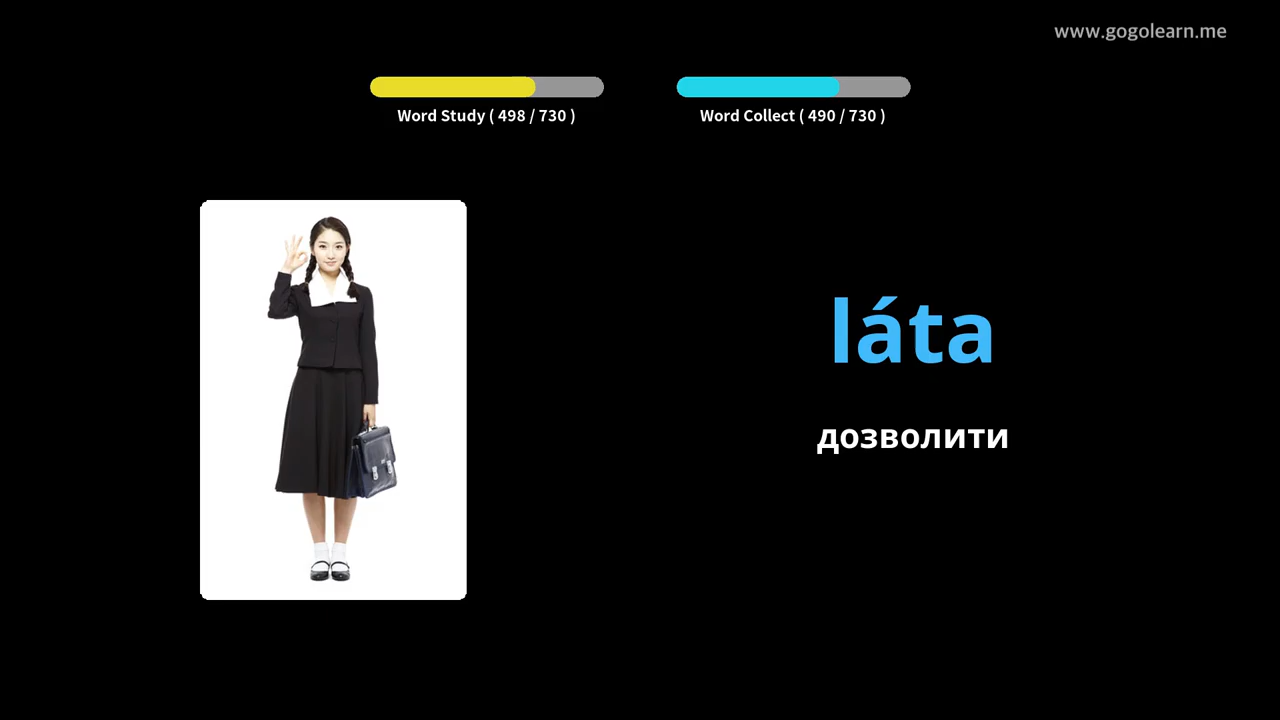 www.gogolearn.me
Word Study ( 498 / 730 )
Word Collect ( 490 / 730 )
láta
дозволити